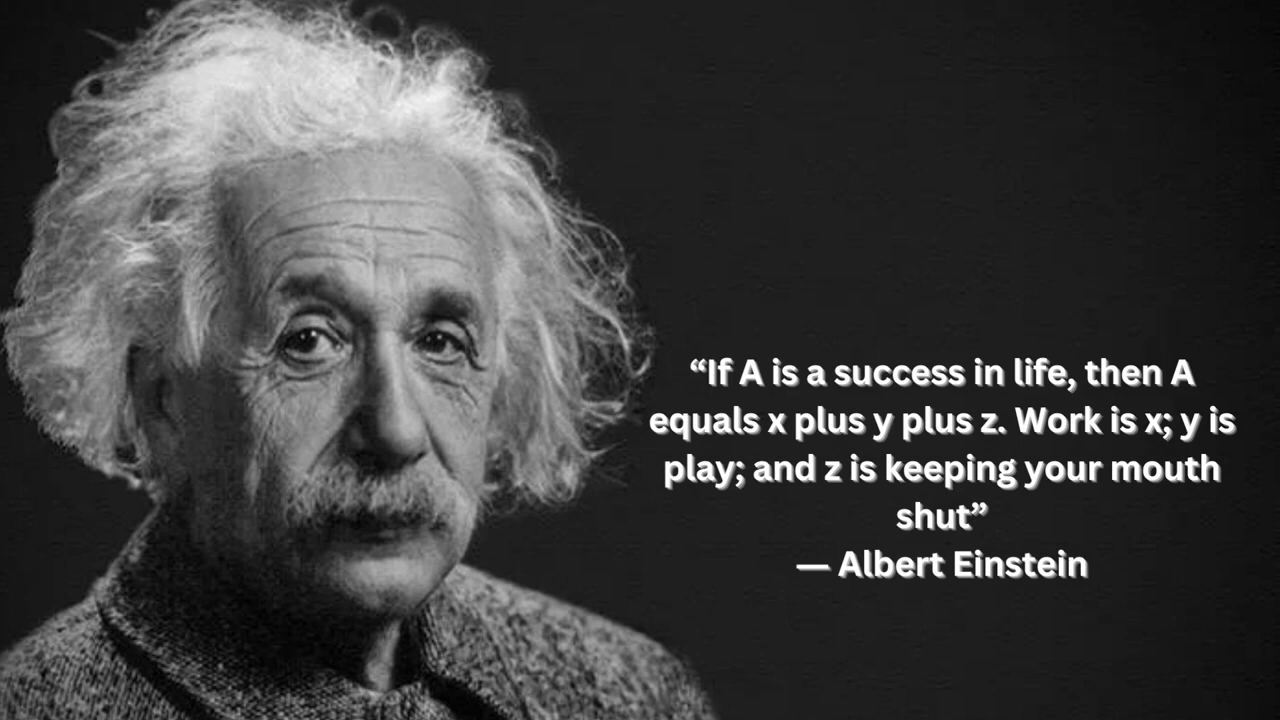 “If A is a success in life, then A
equals x plus y plus z. Work is x; y is
play; and z is keeping your mouth
shut”
— Albert Einstein